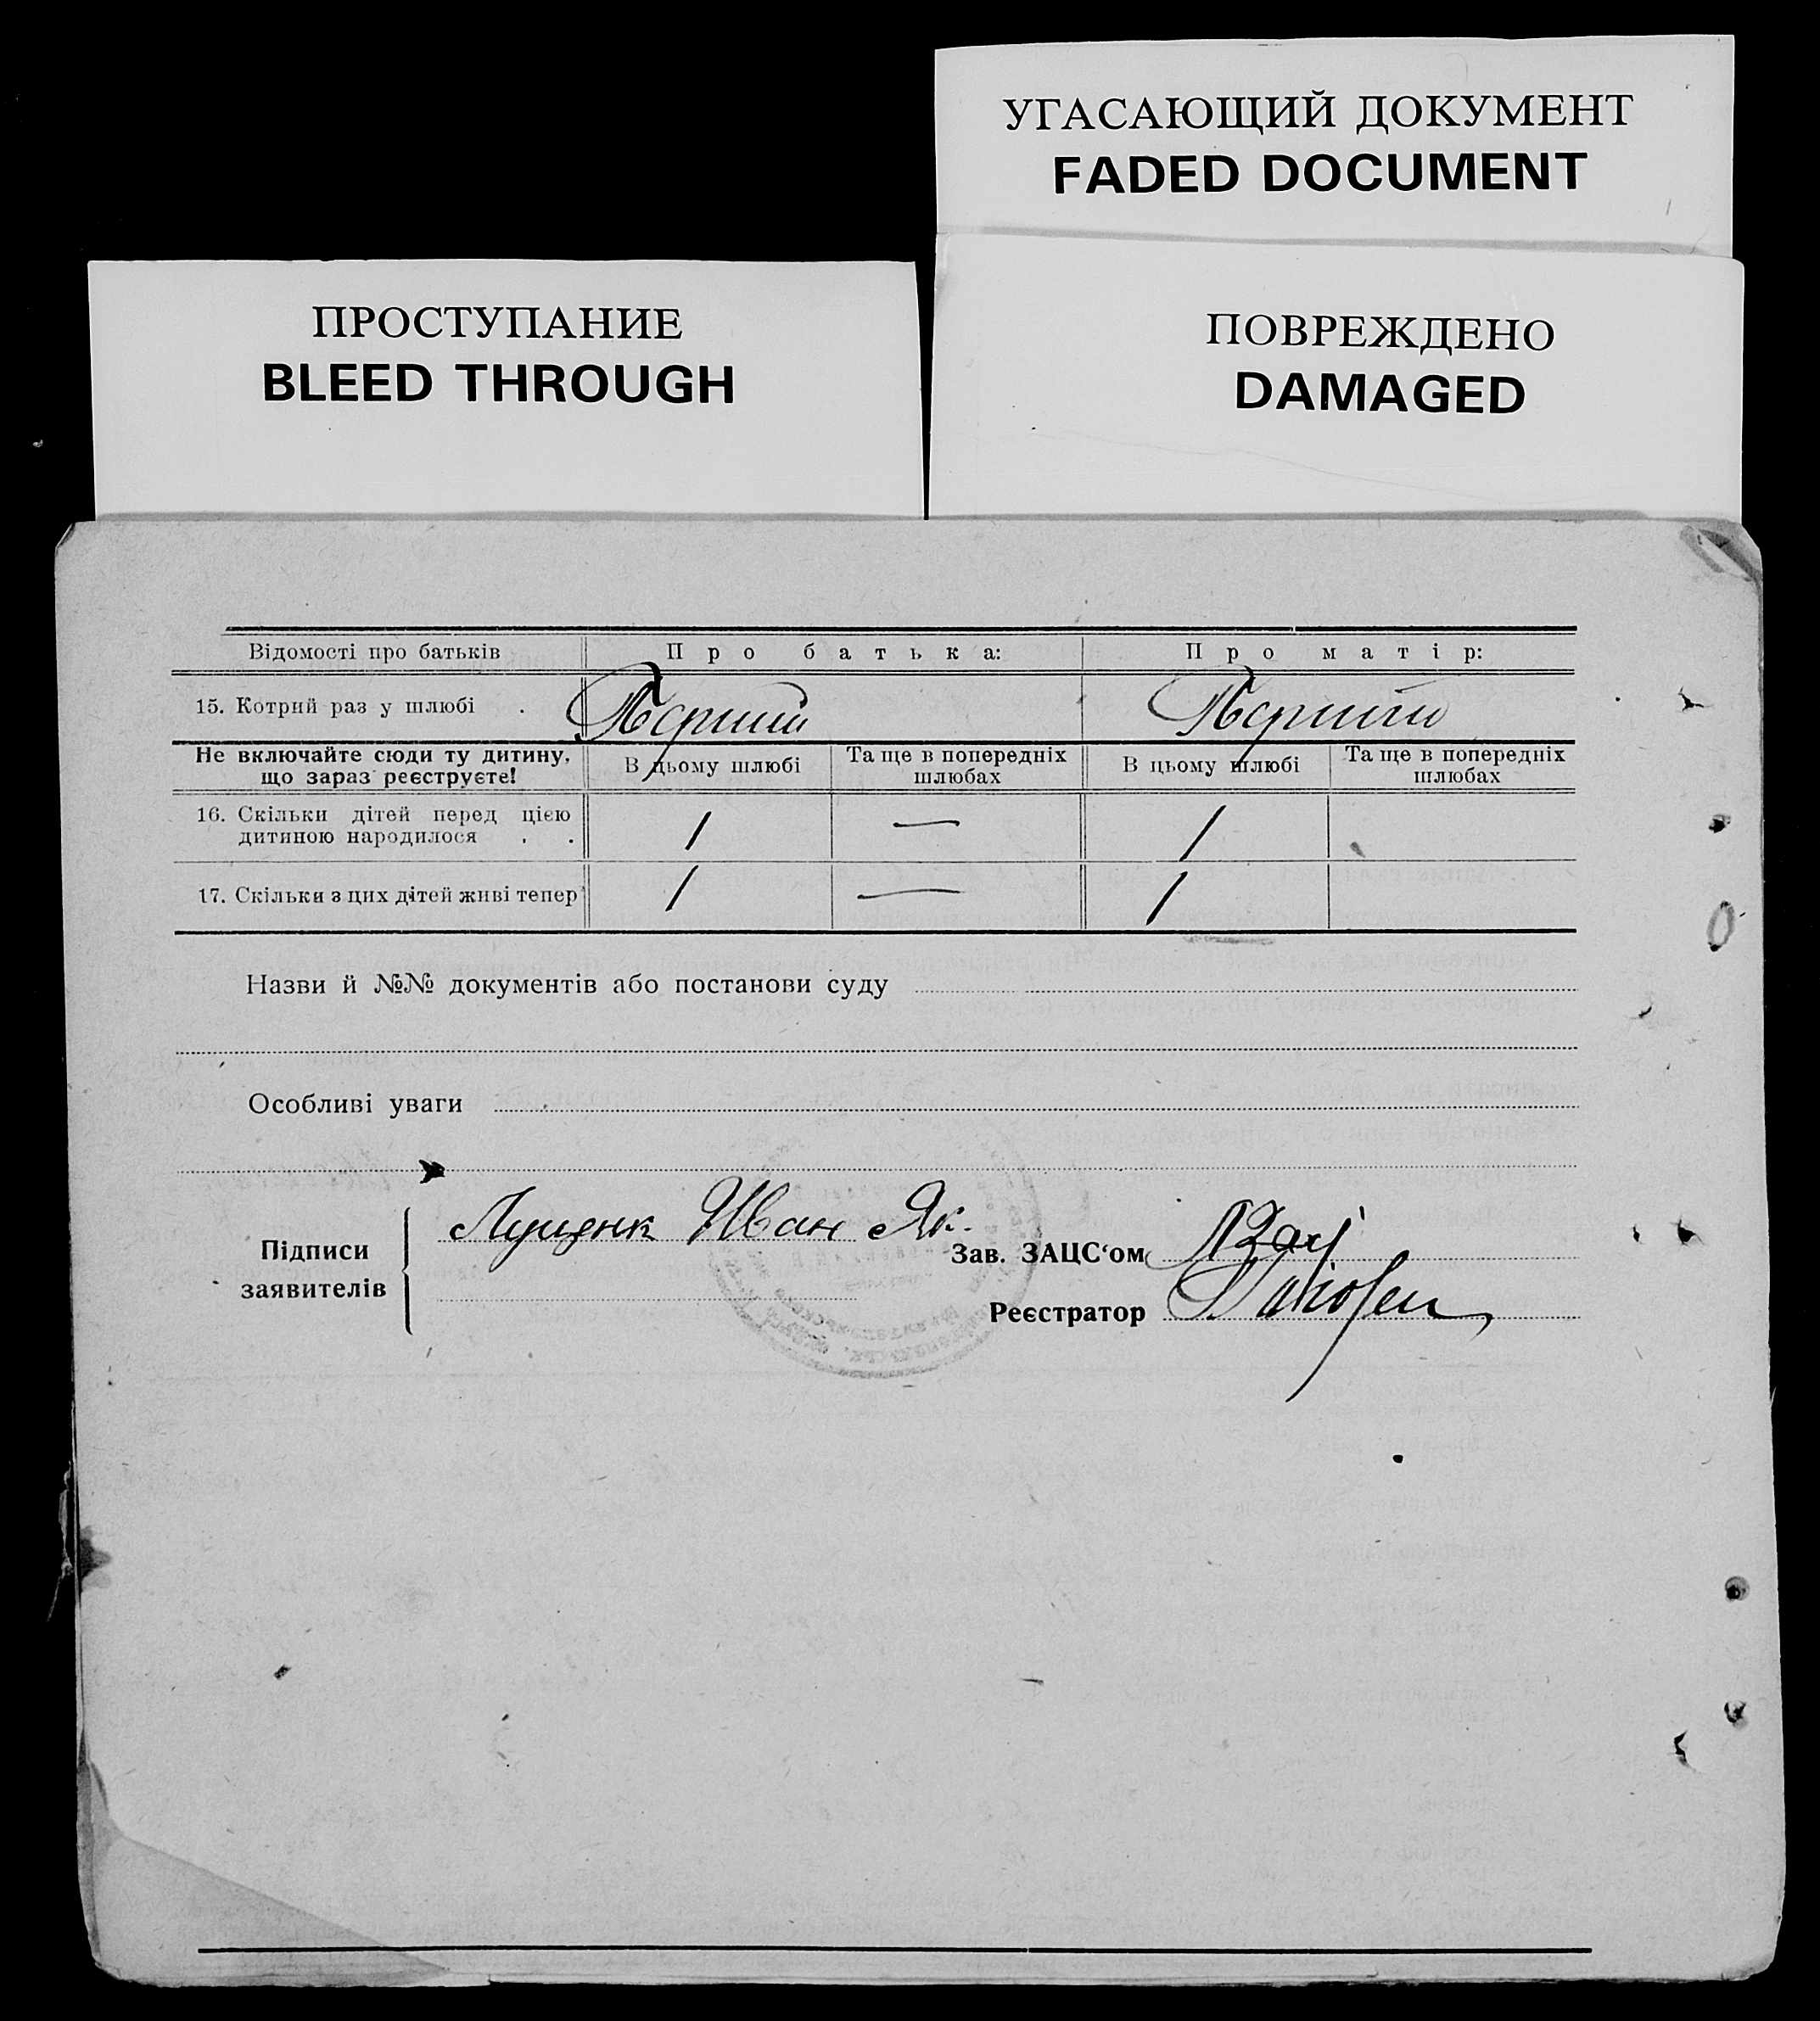 УГАСАЮЩИЙ ДОКУМЕНТ
FADED DOCUMENT
ПРОСТУПАНИЕ
BLEED THROUGH
ПОВРЕЖДЕНО
DAMAGED
Відомості про батьків Про батька: Про матір:
15. Котрий раз у шлюбі . Перший Перший
Не включайте сюди ту дитину, що зараз реєструєте! В цьому шлюбі Та ще в попередніх шлюбах В цьому шлюбі Та ще в попередніх шлюбах
16. Скільки дітей перед цією
дитиною народилося . . 1 — 1
17. Скільки з цих дітей живі тепер 1 — 1
Назви й №№ документів або постанови суду
Особливі уваги
Підписи
заявителів
Іван Як.
Зав. ЗАЦС‘ом
Реєстратор